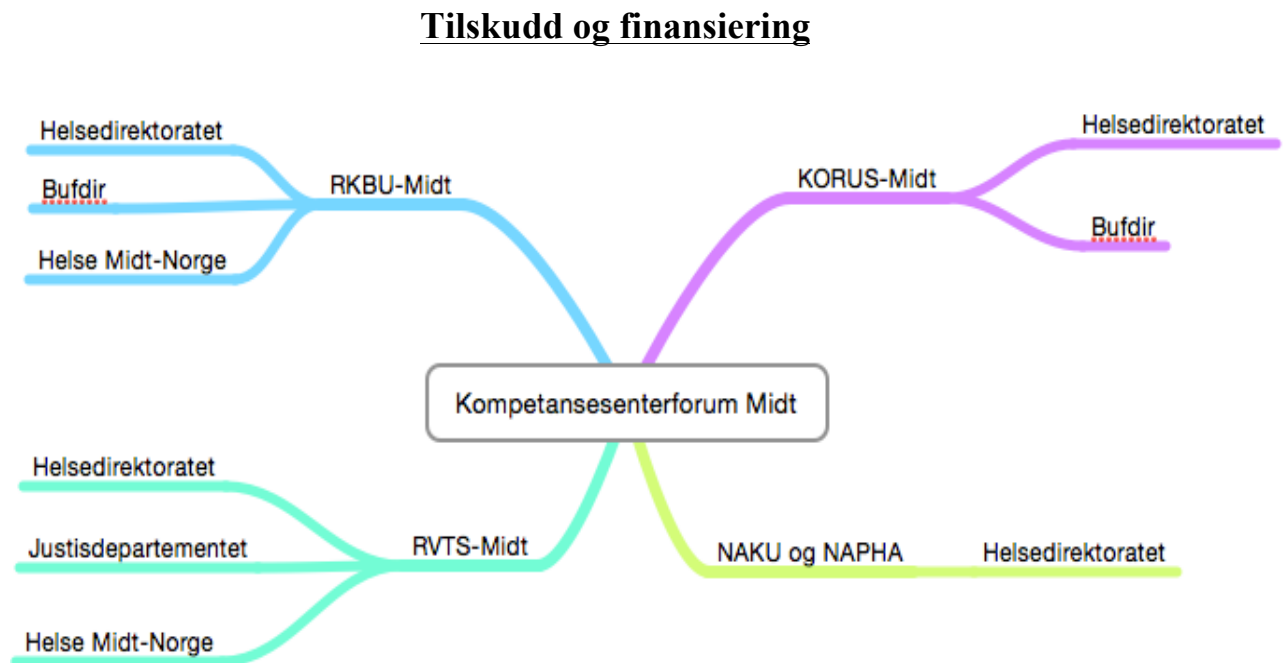 Tilskudd og finansiering
Helsedirektoratet
Bufdir
Helse Midt-Norge
RKBU-Midt
KORUS-Midt
Helsedirektoratet
Bufdir
Kompetansesenterforum Midt
Helsedirektoratet
Justisdepartementet
Helse Midt-Norge
RVTS-Midt
NAKU og NAPHA
Helsedirektoratet